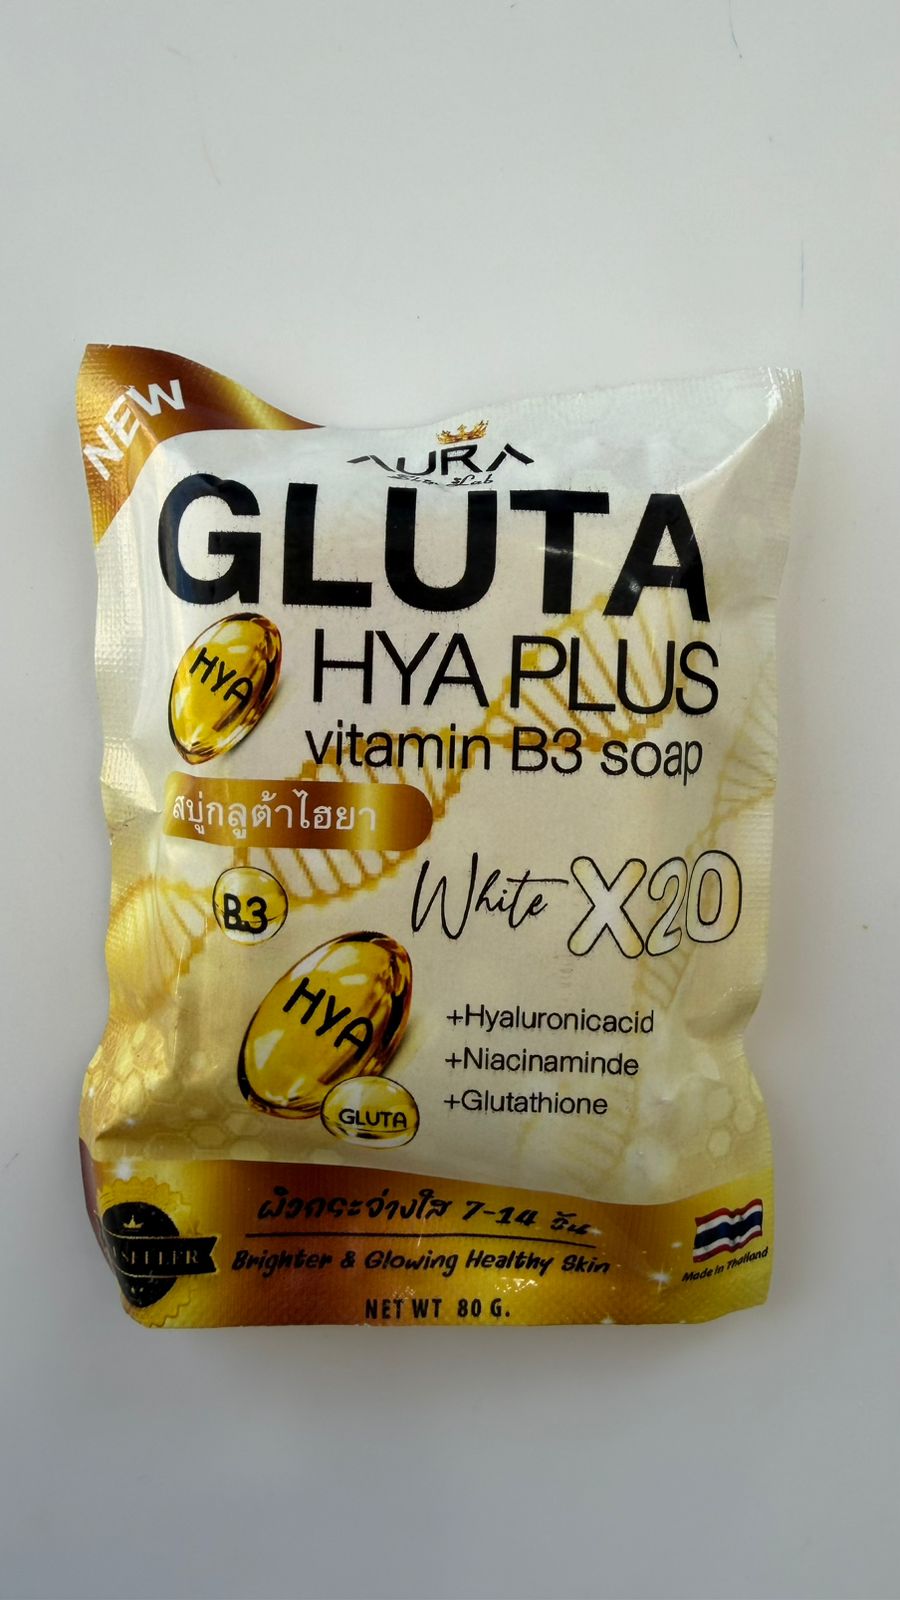 NEW
AURA
GLUTA
HYA
HYA PLUS
vitamin B3 soap
สบู่กลูต้าไฮยา
White X20
B.3
HYA
GLUTA
+Hyaluronicacid
+Niacinaminde
+Glutathione
ผิวกระจ่างใส 7-14 วัน
Brighter & Glowing Healthy Skin
Made in Thailand
NET WT 80 G.